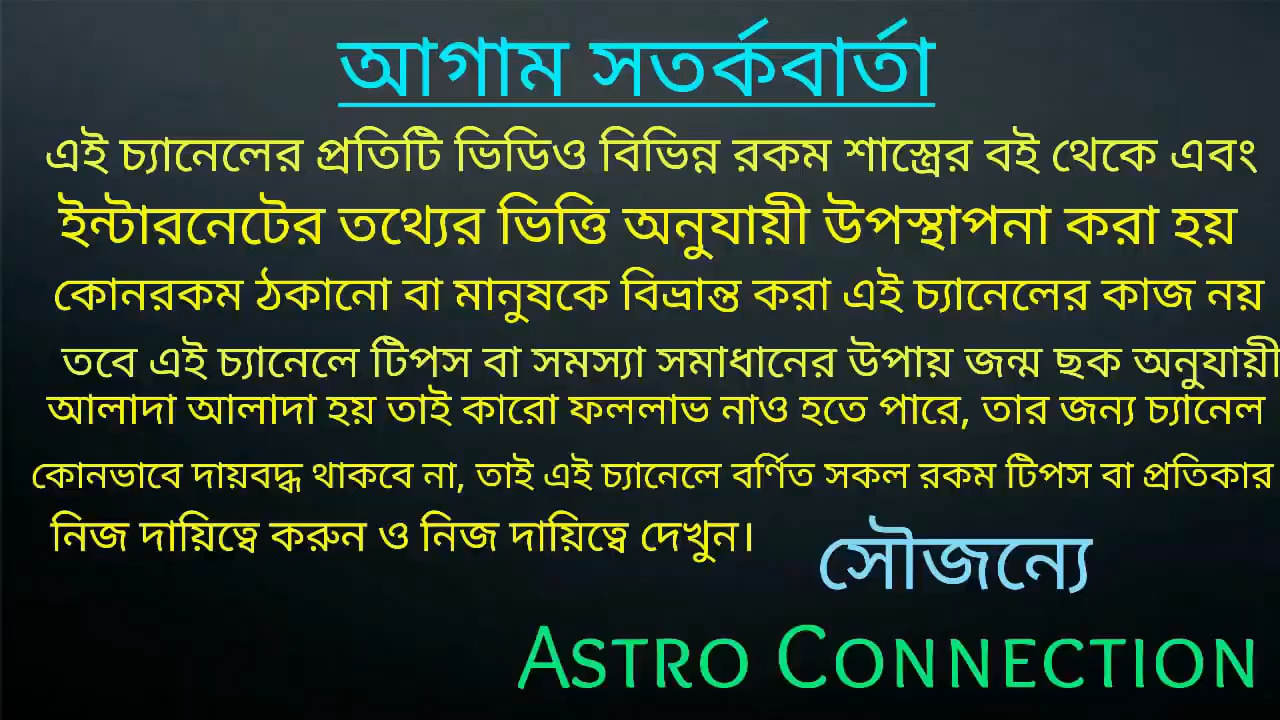 আগাম সতর্কবার্তা
এই চ্যানেলের প্রতিটি ভিডিও বিভিন্ন রকম শাস্ত্রের বই থেকে এবং
ইন্টারনেটের তথ্যের ভিত্তি অনুযায়ী উপস্থাপনা করা হয়
কোনরকম ঠকানো বা মানুষকে বিভ্রান্ত করা এই চ্যানেলের কাজ নয়
তবে এই চ্যানেলে টিপস বা সমস্যা সমাধানের উপায় জন্ম ছক অনুযায়ী
আলাদা আলাদা হয় তাই কারো ফললাভ নাও হতে পারে, তার জন্য চ্যানেল
কোনভাবে দায়বদ্ধ থাকবে না, তাই এই চ্যানেলে বর্ণিত সকল রকম টিপস বা প্রতিকার
নিজ দায়িত্বে করুন ও নিজ দায়িত্বে দেখুন।
সৌজন্যে
ASTRO CONNECTION